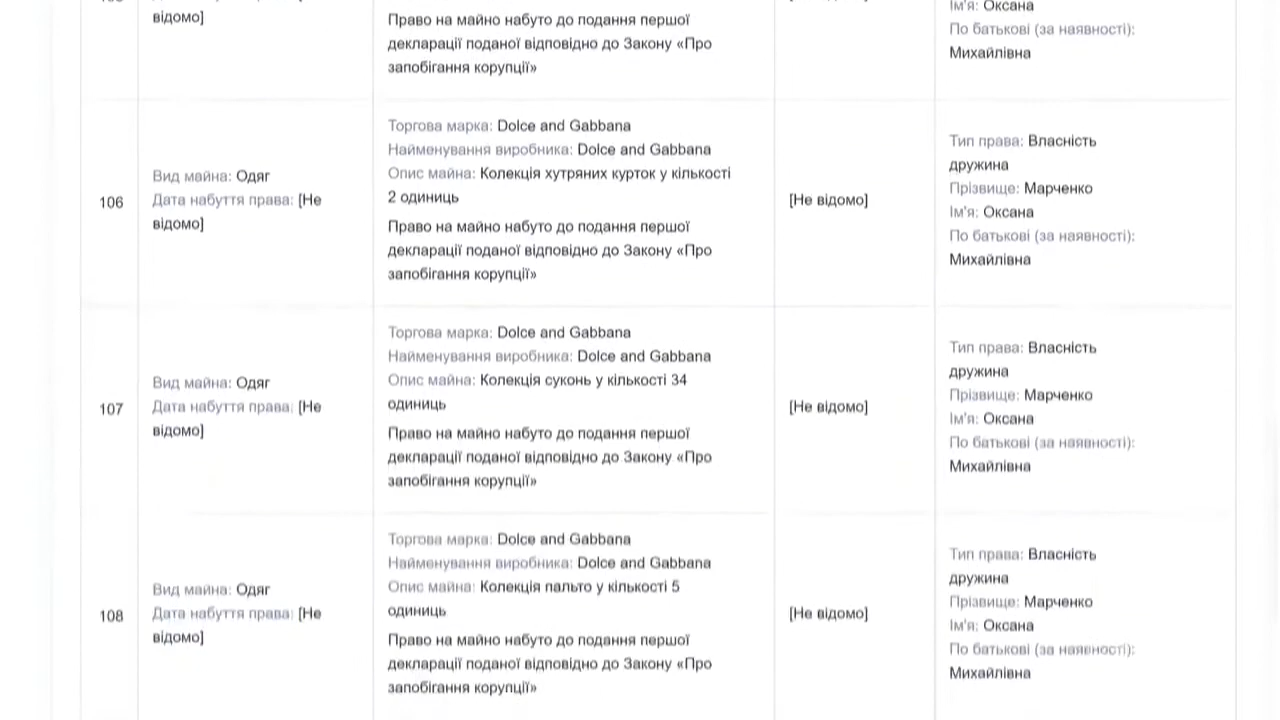 відомо]
Право на майно набуто до подання першої
декларації поданої відповідно до Закону «Про
запобігання корупції»
Ім'я: Оксана
По батькові (за наявності):
Михайлівна
106
Вид майна: Одяг
Дата набуття права: [Не
відомо]
Торгова марка: Dolce and Gabbana
Найменування виробника: Dolce and Gabbana
Опис майна: Колекція хутряних курток у кількості
2 одиниць
Право на майно набуто до подання першої
декларації поданої відповідно до Закону «Про
запобігання корупції»
[Не відомо]
Тип права: Власність
дружина
Прізвище: Марченко
Ім'я: Оксана
По батькові (за наявності):
Михайлівна
107
Вид майна: Одяг
Дата набуття права: [Не
відомо]
Торгова марка: Dolce and Gabbana
Найменування виробника: Dolce and Gabbana
Опис майна: Колекція суконь у кількості 34
одиниць
Право на майно набуто до подання першої
декларації поданої відповідно до Закону «Про
запобігання корупції»
[Не відомо]
Тип права: Власність
дружина
Прізвище: Марченко
Ім'я: Оксана
По батькові (за наявності):
Михайлівна
108
Вид майна: Одяг
Дата набуття права: [Не
відомо]
Торгова марка: Dolce and Gabbana
Найменування виробника: Dolce and Gabbana
Опис майна: Колекція пальто у кількості 5
одиниць
Право на майно набуто до подання першої
декларації поданої відповідно до Закону «Про
запобігання корупції»
[Не відомо]
Тип права: Власність
дружина
Прізвище: Марченко
Ім'я: Оксана
По батькові (за наявності):
Михайлівна